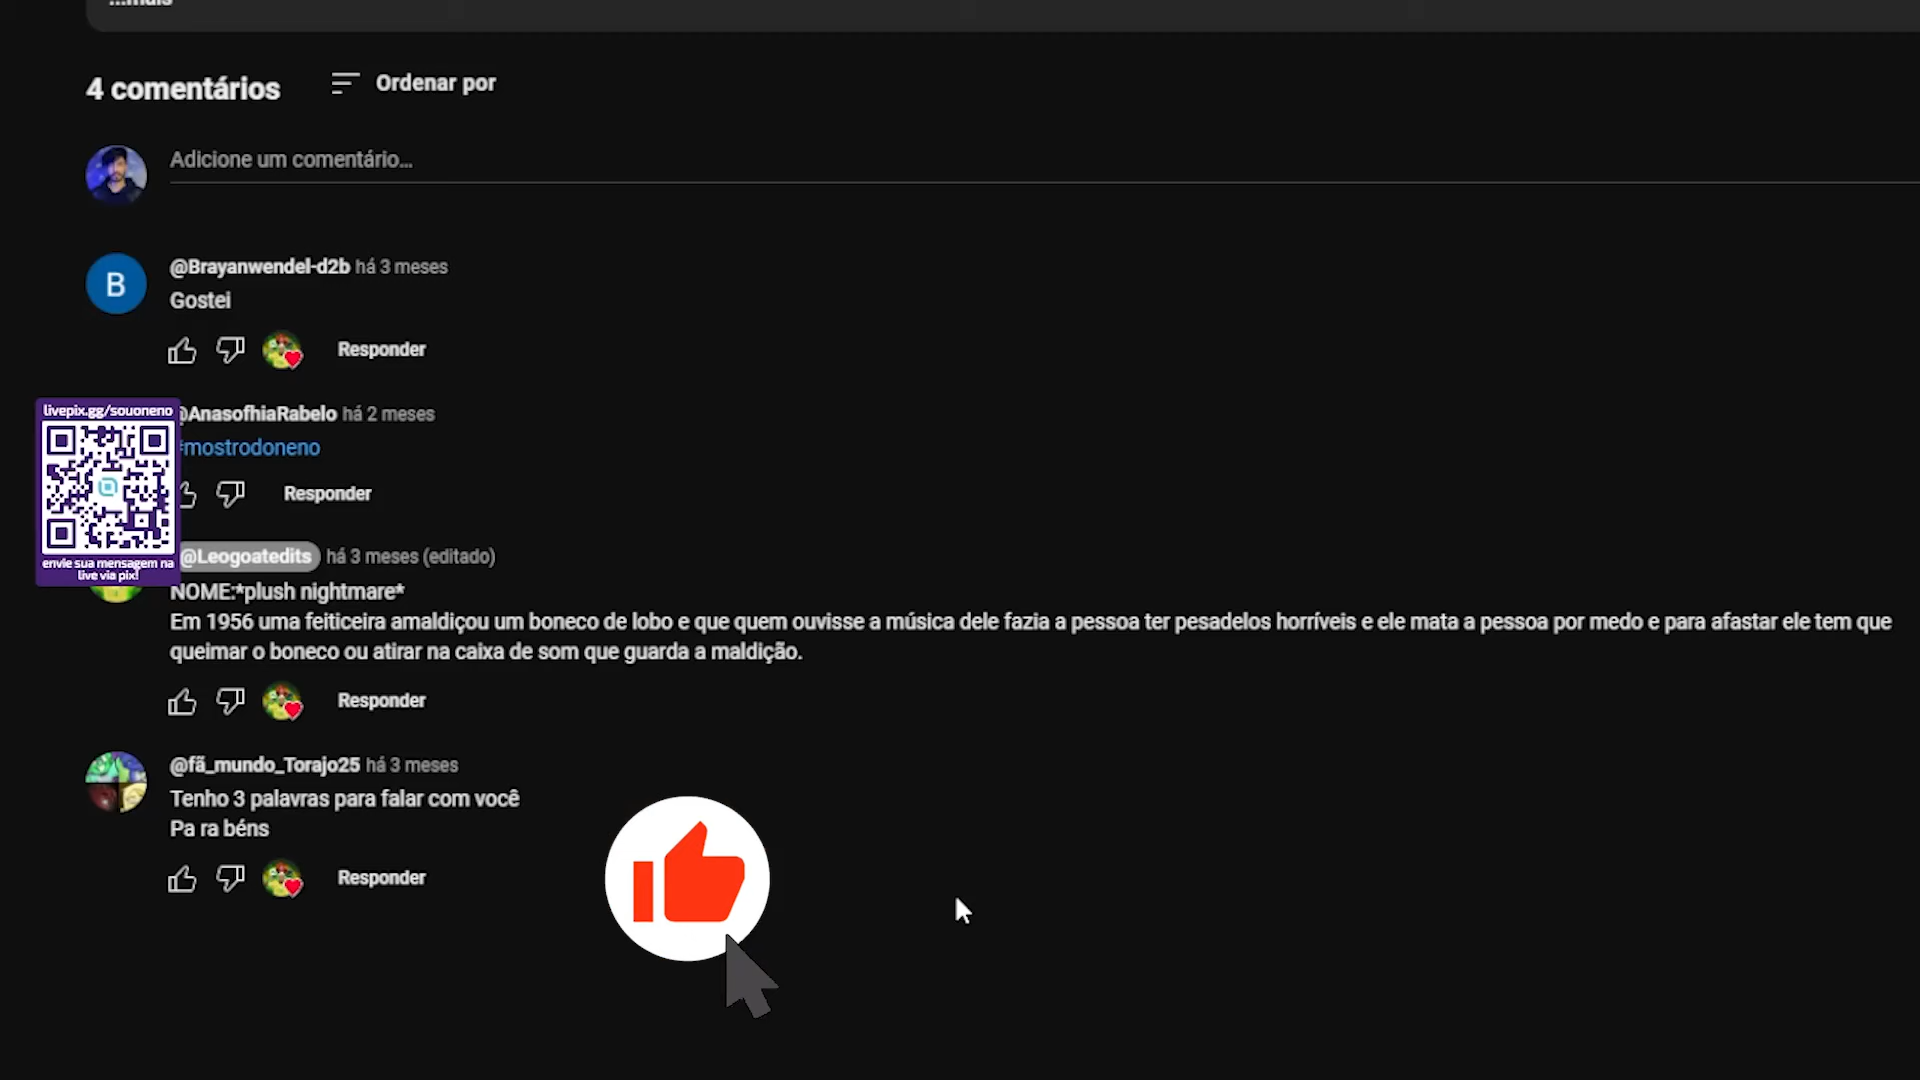 ...mais
4 comentários
Ordenar por
Adicione um comentário...
B
@Brayanwendel-d2b há 3 meses
Gostei
Responder
livepix.gg/souoneno
@AnasofhiaRabelo há 2 meses
#mostrodoneno
Responder
envie sua mensagem na
live via pix!
@Leogoatedits há 3 meses (editado)
NOME:*plush nightmare*
Em 1956 uma feiticeira amaldiçou um boneco de lobo e que quem ouvisse a música dele fazia a pessoa ter pesadelos horríveis e ele mata a pessoa por medo e para afastar ele tem que
queimar o boneco ou atirar na caixa de som que guarda a maldição.
Responder
@fã_mundo_Torajo25 há 3 meses
Tenho 3 palavras para falar com você
Pa ra béns
Responder